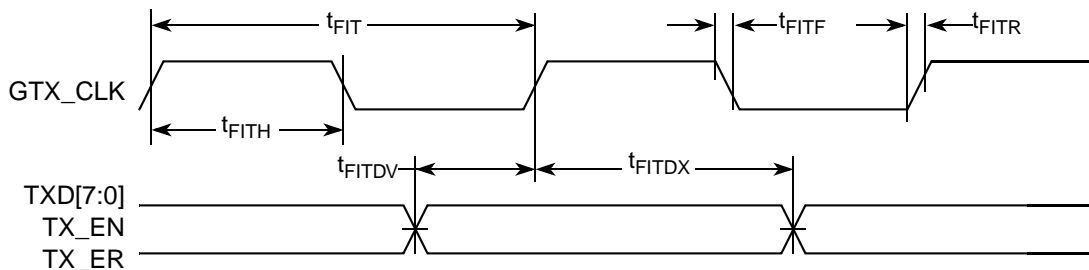 tFIT
tFITF
tFITR
GTX_CLK
tFITH
tFITDV
tFITDX
TXD[7:0]
TX_EN
TX_ER